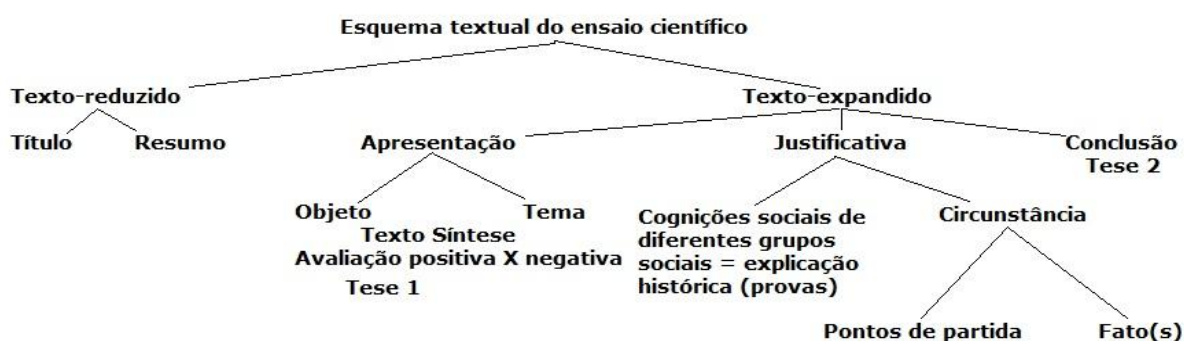 Esquema textual do ensaio científico
Texto-reduzido
Texto-expandido
Título
Resumo
Apresentação
Justificativa
Conclusão
Tese 2
Objeto
Tema
Texto Síntese
Avaliação positiva X negativa
Tese 1
Cognições sociais de
diferentes grupos
sociais = explicação
histórica (provas)
Circunstância
Pontos de partida
Fato(s)